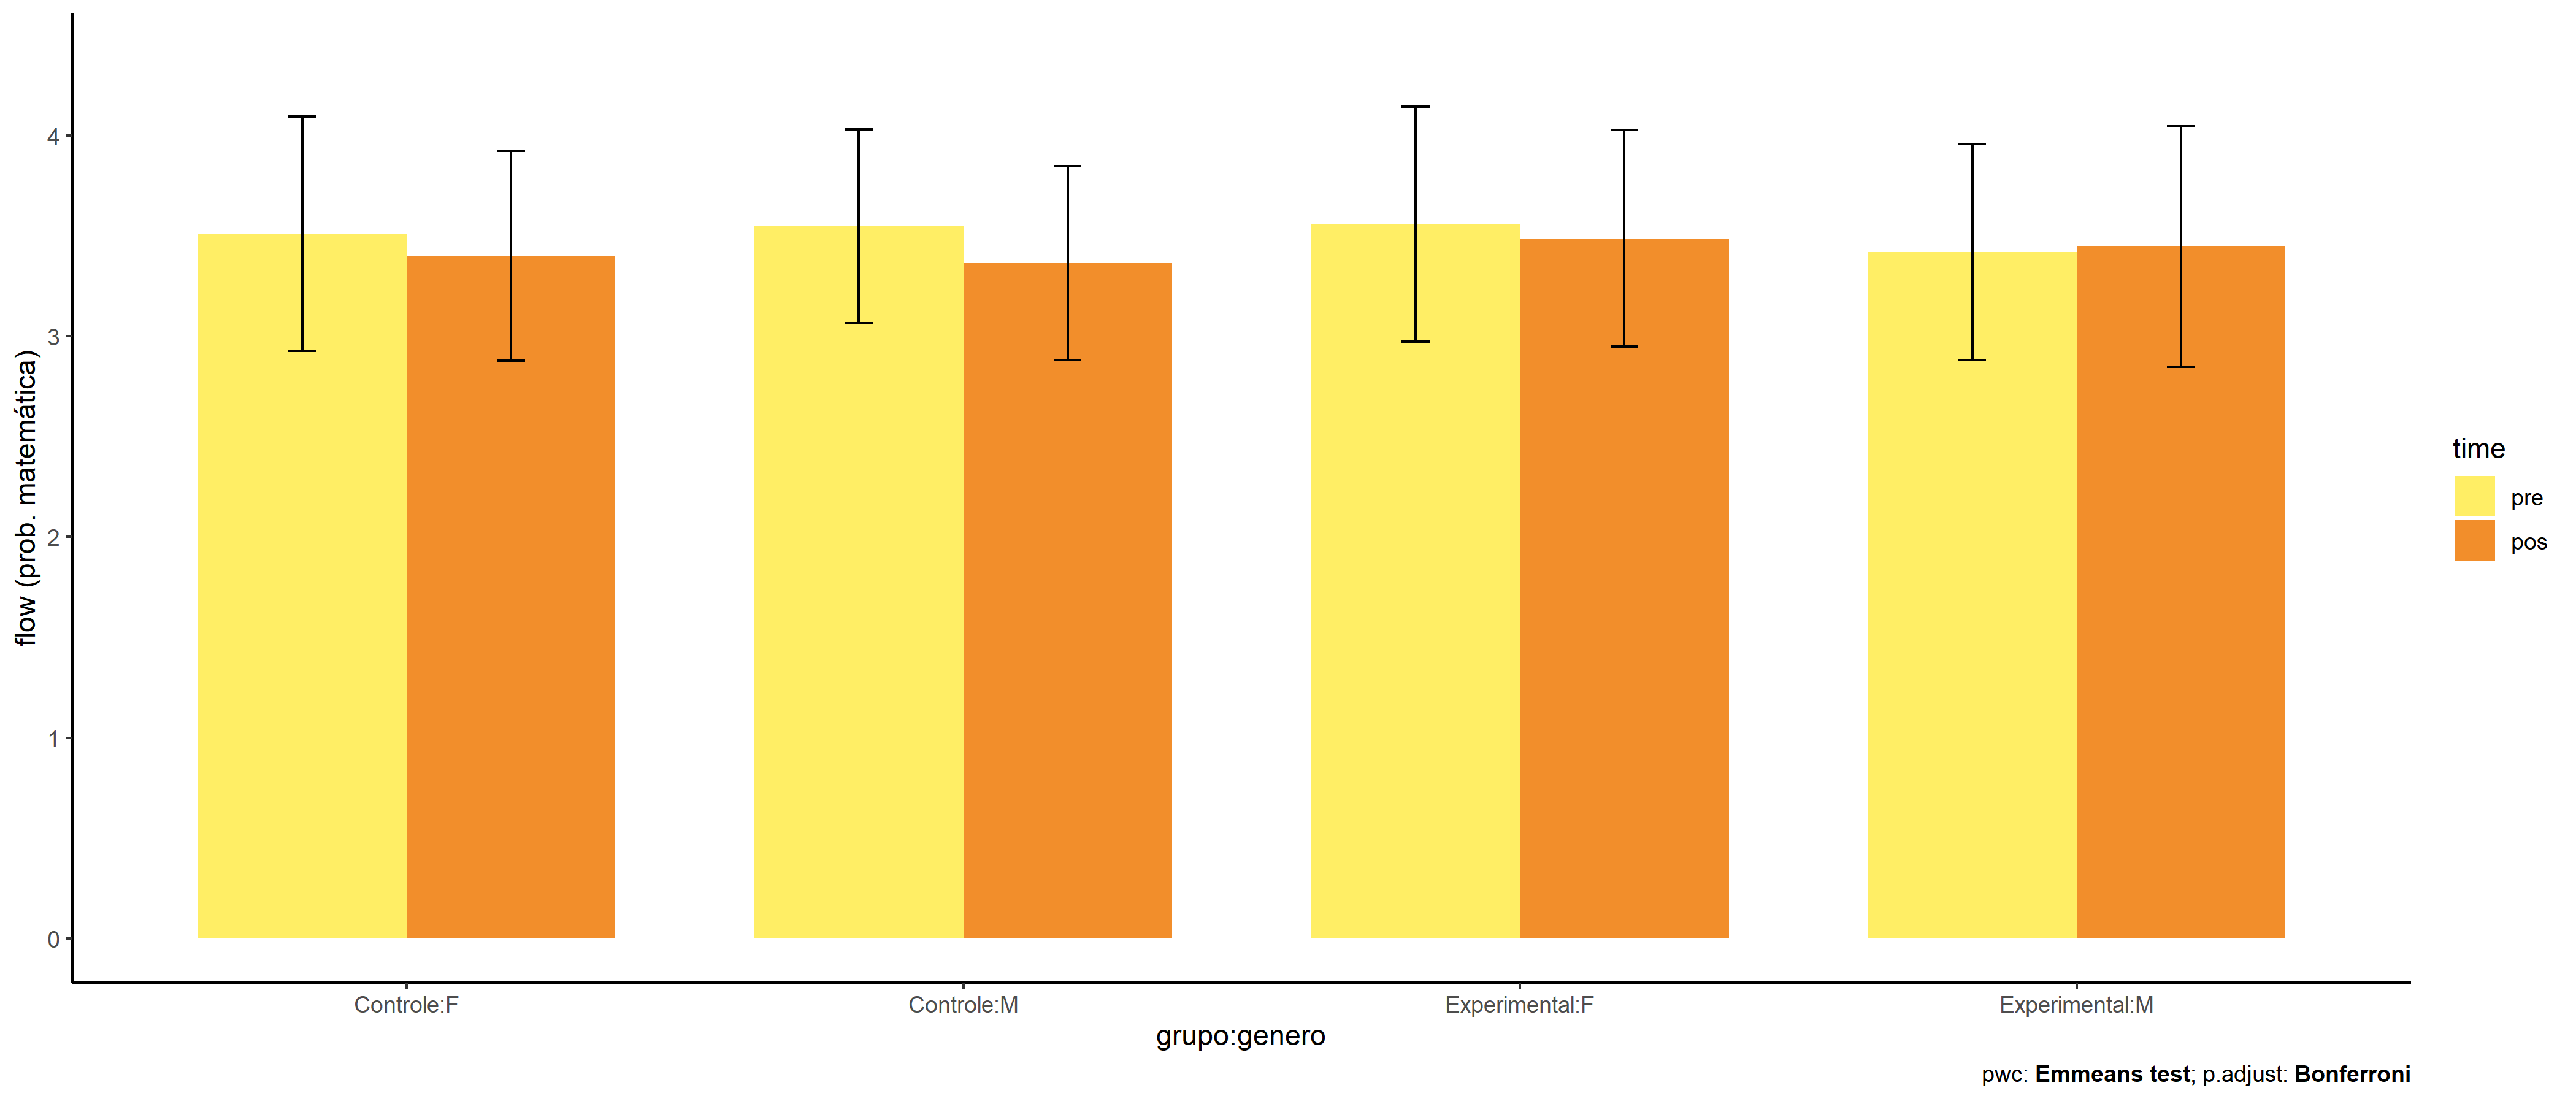 flow (prob. matemática)
4
3
2
1
0
Controle:F
Controle:M
Experimental:F
Experimental:M
grupo:genero
time
pre
pos
pwc: Emmeans test; p.adjust: Bonferroni